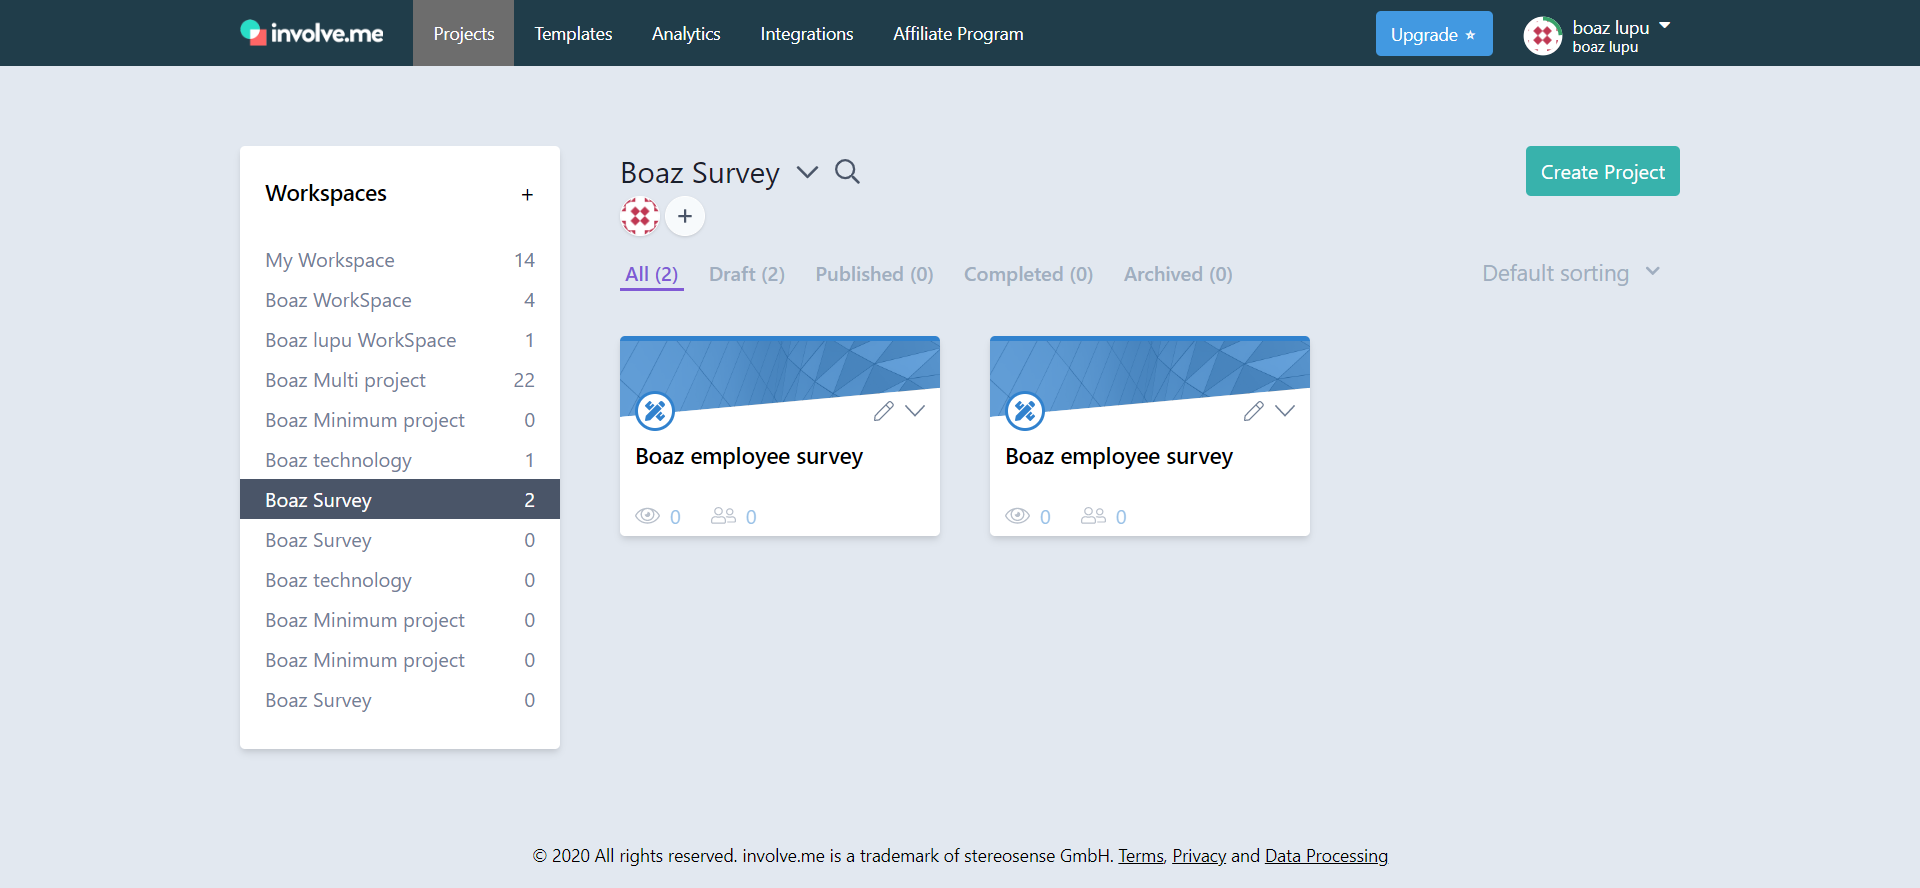 involve.me
Projects
Templates
Analytics
Integrations
Affiliate Program
Upgrade
boaz lupu
boaz lupu
Workspaces
+
My Workspace 14
Boaz WorkSpace 4
Boaz lupu WorkSpace 1
Boaz Multi project 22
Boaz Minimum project 0
Boaz technology 1
Boaz Survey 2
Boaz Survey 0
Boaz technology 0
Boaz Minimum project 0
Boaz Minimum project 0
Boaz Survey 0
Boaz Survey
+
Create Project
All (2)
Draft (2)
Published (0)
Completed (0)
Archived (0)
Default sorting
Boaz employee survey
0 0
Boaz employee survey
0 0
© 2020 All rights reserved. involve.me is a trademark of stereosense GmbH. Terms, Privacy and Data Processing